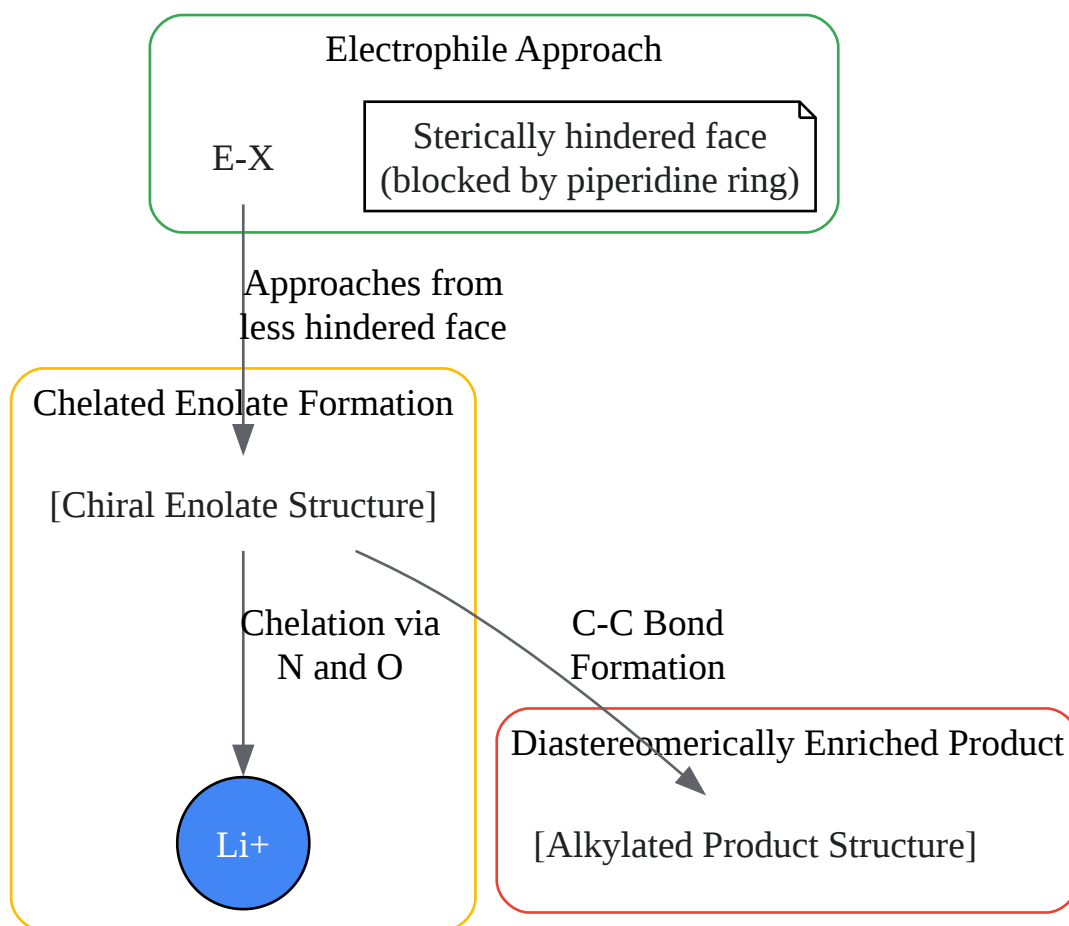 Electrophile Approach
E-X
Sterically hindered face
(blocked by piperidine ring)
Approaches from
less hindered face
Chelated Enolate Formation
[Chiral Enolate Structure]
Chelation via
N and O
C-C Bond
Formation
Diastereomerically Enriched Product
Li+
[Alkylated Product Structure]